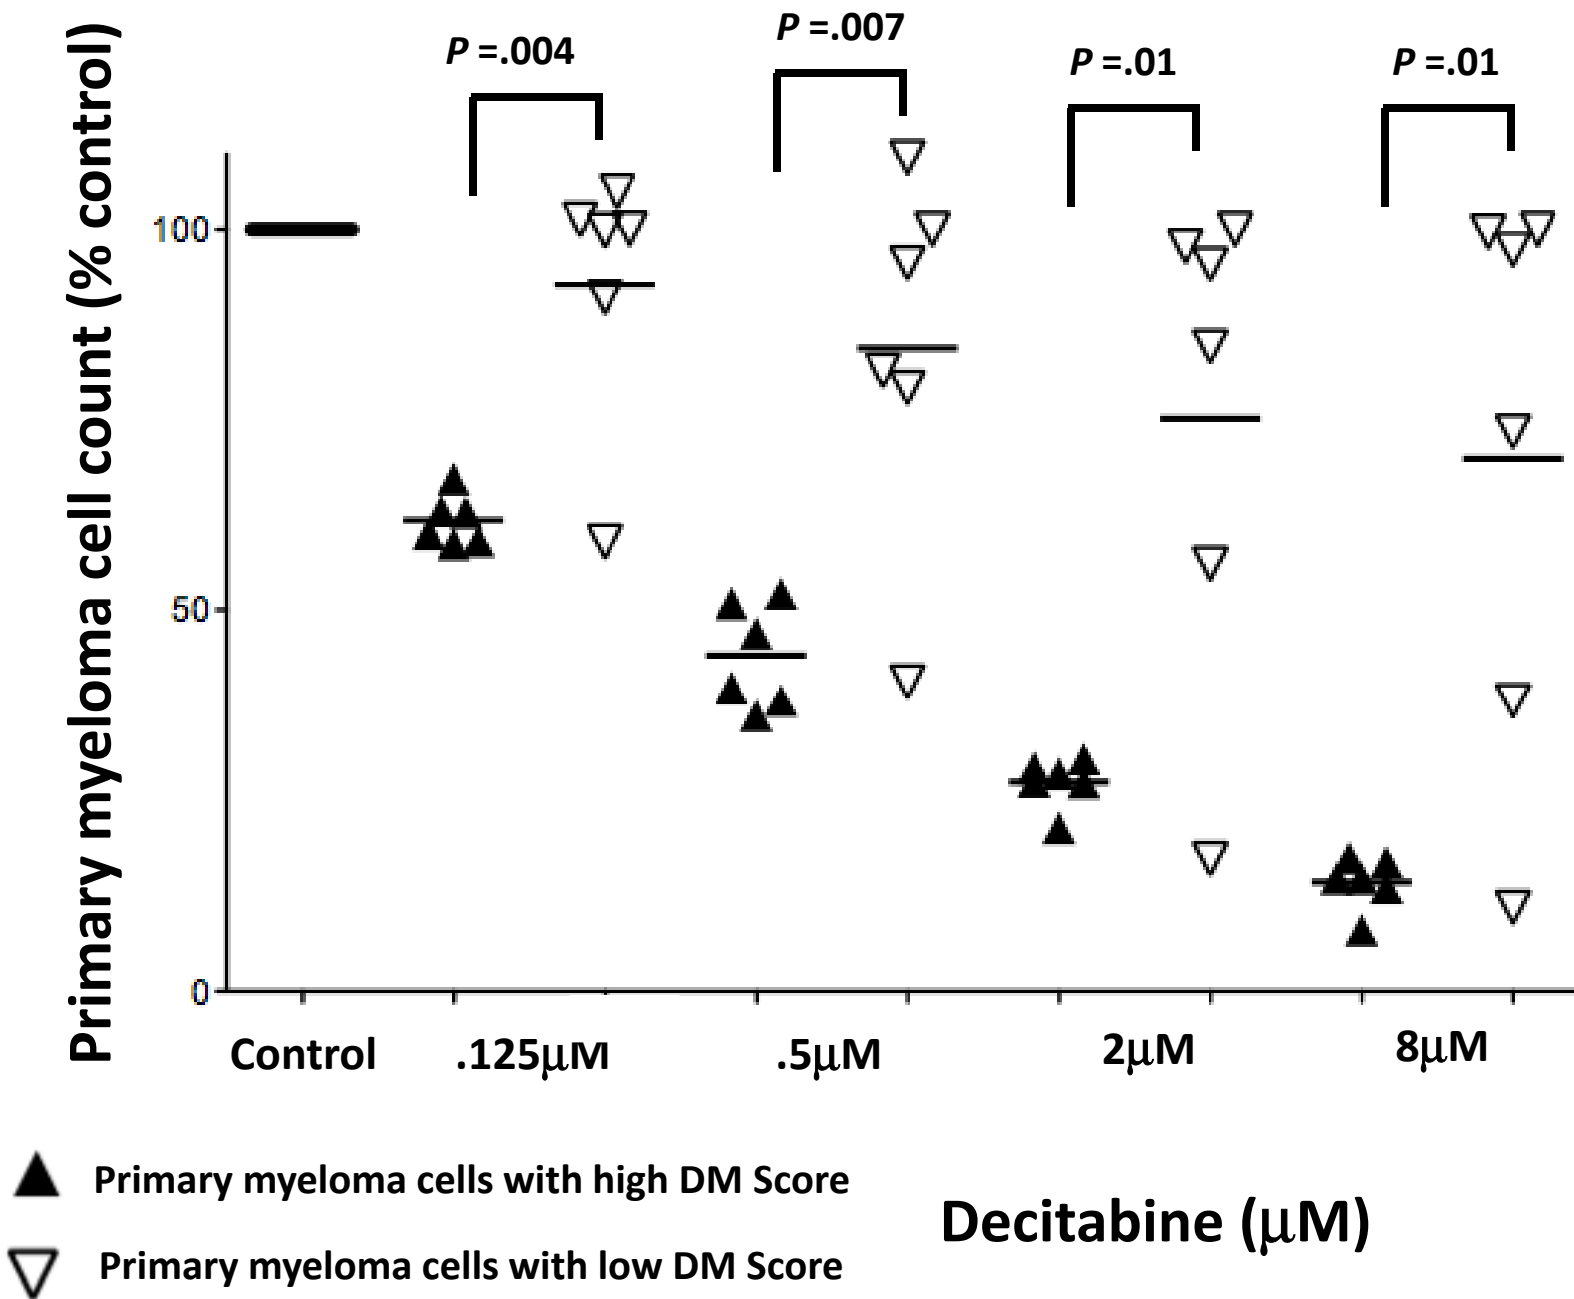 P =.004
P =.007
P =.01
P =.01
Primary myeloma cell count (% control)
100
50
0
Control
.125μM
.5μM
2μM
8μM
Primary myeloma cells with high DM Score
Decitabine (μM)
Primary myeloma cells with low DM Score